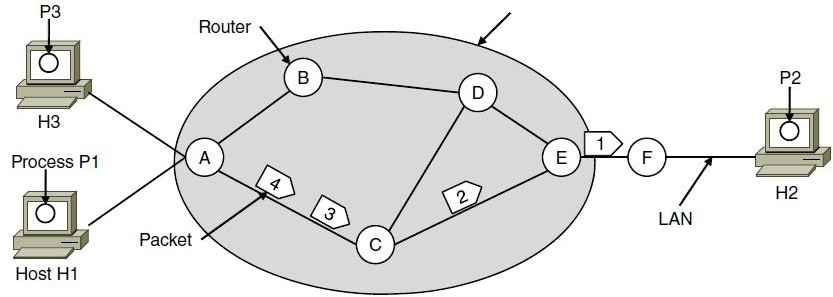 P3
Router
B
D
P2
H3
Process P1
A
E
1
F
4
3
2
H2
LAN
Packet
C
Host H1